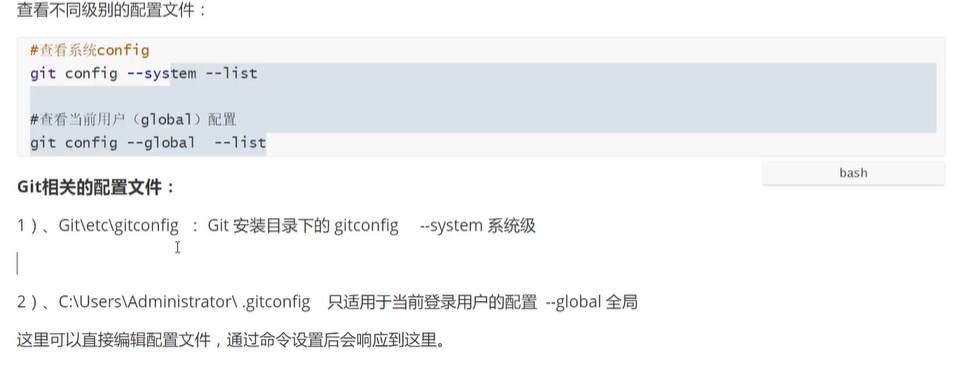 查看不同级别的配置文件：
#查看系统config
git config --system --list
#查看当前用户（global）配置
git config --global  --list
bash
Git相关的配置文件：
1）、Git\etc\gitconfig  ：Git 安装目录下的 gitconfig    --system 系统级
2）、C:\Users\Administrator\ .gitconfig   只适用于当前登录用户的配置  --global 全局
这里可以直接编辑配置文件，通过命令设置后会响应到这里。